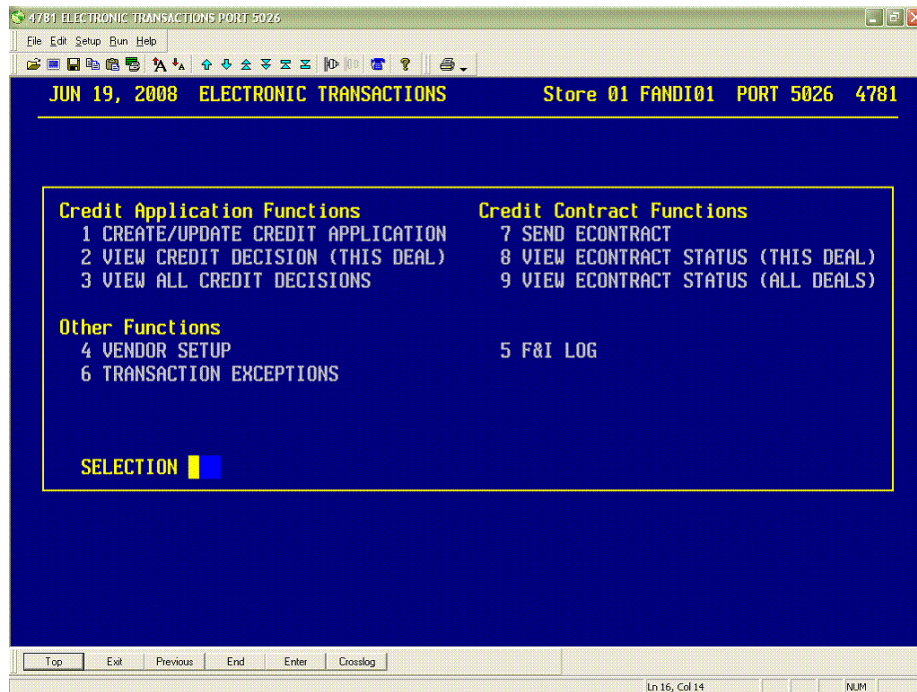 4781 ELECTRONIC TRANSACTIONS PORT 5026
File Edit Setup Run Help
JUN 19, 2008 ELECTRONIC TRANSACTIONS Store 01 FANDI01 PORT 5026 4781
Credit Application Functions Credit Contract Functions
1 CREATE/UPDATE CREDIT APPLICATION 7 SEND ECONTRACT
2 VIEW CREDIT DECISION (THIS DEAL) 8 VIEW ECONTRACT STATUS (THIS DEAL)
3 VIEW ALL CREDIT DECISIONS 9 VIEW ECONTRACT STATUS (ALL DEALS)
Other Functions
4 VENDOR SETUP 5 F&I LOG
6 TRANSACTION EXCEPTIONS
SELECTION
Top Exit Previous End Enter Crosslog
Ln 16, Col 14 NUM